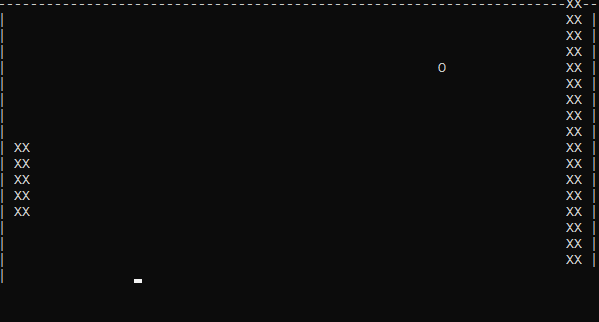 -----------------------------------------------------------------------XX--
|                                                                      XX |
|                                                                      XX |
|                                                                      XX |
|                                                      O               XX |
|                                                                      XX |
|                                                                      XX |
|                                                                      XX |
|                                                                      XX |
| XX                                                                   XX |
| XX                                                                   XX |
| XX                                                                   XX |
| XX                                                                   XX |
| XX                                                                   XX |
|                                                                      XX |
|                                                                      XX |
|                                                                      XX |
|